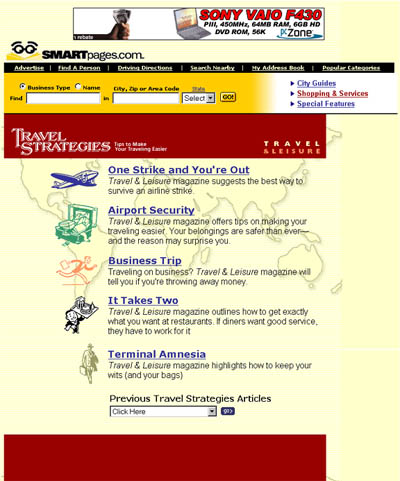 rebate
SONY VAIO F430
PIII, 450MHz, 64MB RAM, 6GB HD
DVD ROM, 56K
pcZone
SMARTpages.com.
Advertise | Find A Person | Driving Directions | Search Nearby | My Address Book | Popular Categories
Business Type Name City, Zip or Area Code State
Find in Select GO!
City Guides
Shopping & Services
Special Features
TRAVEL STRATEGIES
Tips to Make
Your Traveling Easier
TRAVEL
& LEISURE
One Strike and You're Out
Travel & Leisure magazine suggests the best way to
survive an airline strike.
Airport Security
Travel & Leisure magazine offers tips on making your
traveling easier. Your belongings are safer than ever—
and the reason may surprise you.
Business Trip
Traveling on business? Travel & Leisure magazine will
tell you if you're throwing away money.
It Takes Two
Travel & Leisure magazine outlines how to get exactly
what you want at restaurants. If diners want good service,
they have to work for it
Terminal Amnesia
Travel & Leisure magazine highlights how to keep your
wits (and your bags)
Previous Travel Strategies Articles
Click Here GO